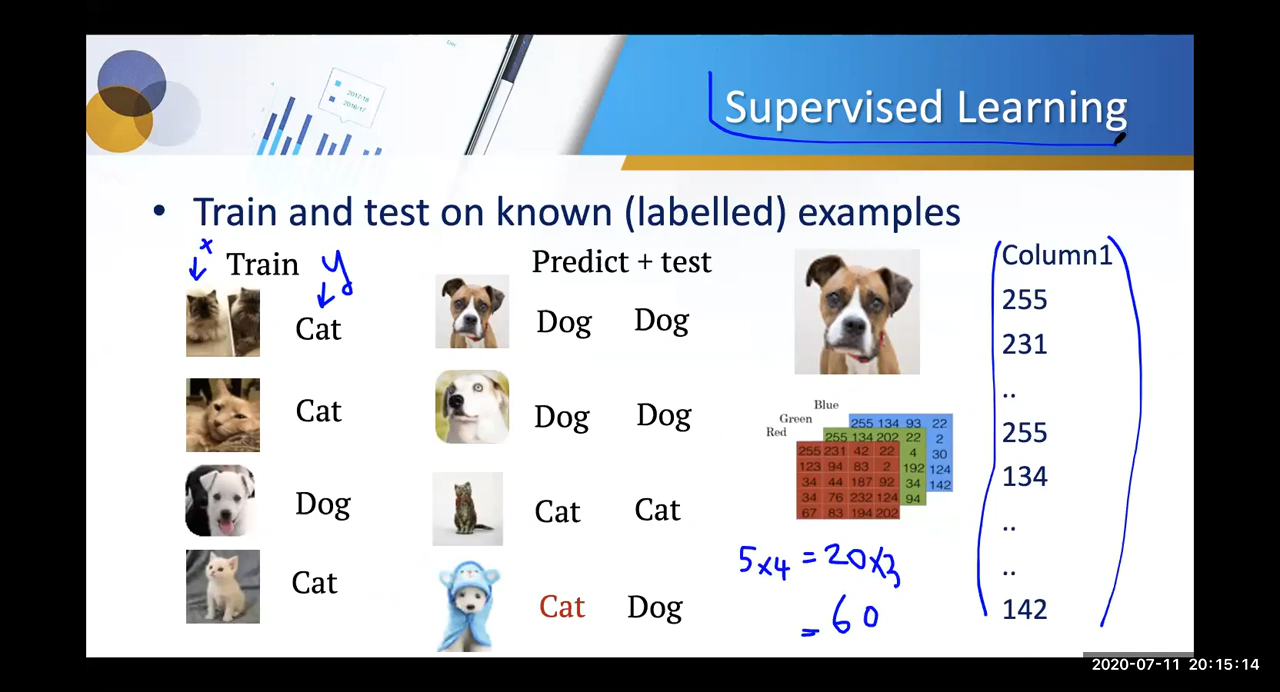 2017-18
2016/17
Supervised Learning
• Train and test on known (labelled) examples
x
Train
y
Cat
Cat
Dog
Cat
Predict + test
Dog Dog
Dog Dog
Cat Cat
Cat Dog
Blue
Green
Red
255 134 93 22
2
30
124
142
255 134 202 22
4
192
34
94
255 231 42 22
123 94 83 2
34 44 187 92
34 76 232 124
67 83 194 202
5x4 = 20x3
= 60
Column1
255
231
..
255
134
..
..
142
2020-07-11 20:15:14